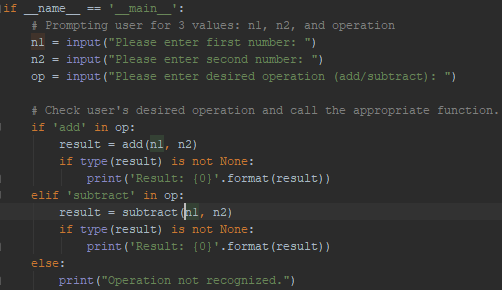 if __name__ == '__main__':
    # Prompting user for 3 values: n1, n2, and operation
    n1 = input("Please enter first number: ")
    n2 = input("Please enter second number: ")
    op = input("Please enter desired operation (add/subtract): ")

    # Check user's desired operation and call the appropriate function.
    if 'add' in op:
        result = add(n1, n2)
        if type(result) is not None:
            print('Result: {0}'.format(result))
    elif 'subtract' in op:
        result = subtract(n1, n2)
        if type(result) is not None:
            print('Result: {0}'.format(result))
    else:
        print("Operation not recognized.")